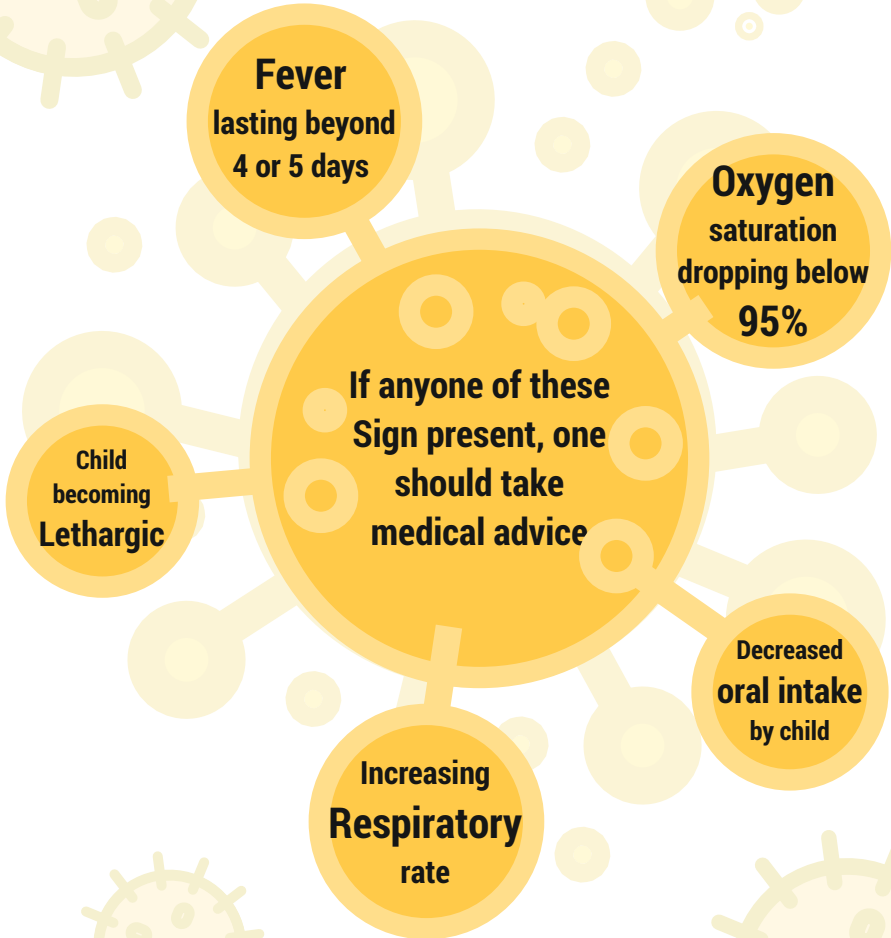 Fever
lasting beyond
4 or 5 days
Oxygen
saturation
dropping below
95%
If anyone of these
Sign present, one
should take
medical advice
Child
becoming
Lethargic
Decreased
oral intake
by child
Increasing
Respiratory
rate